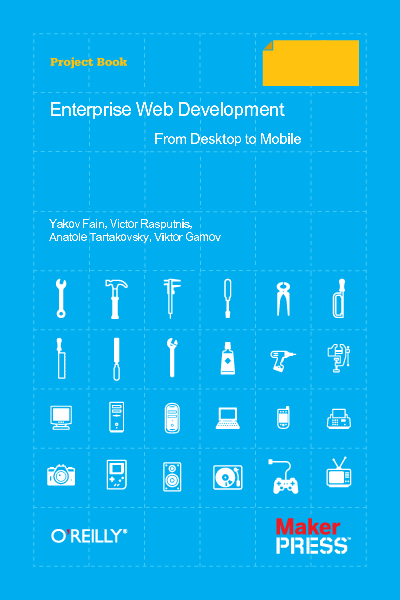 Project Book
Enterprise Web Development
From Desktop to Mobile
Yakov Fain, Victor Rasputnis,
Anatole Tartakovsky, Viktor Gamov
O'REILLY®
Maker
PRESS™